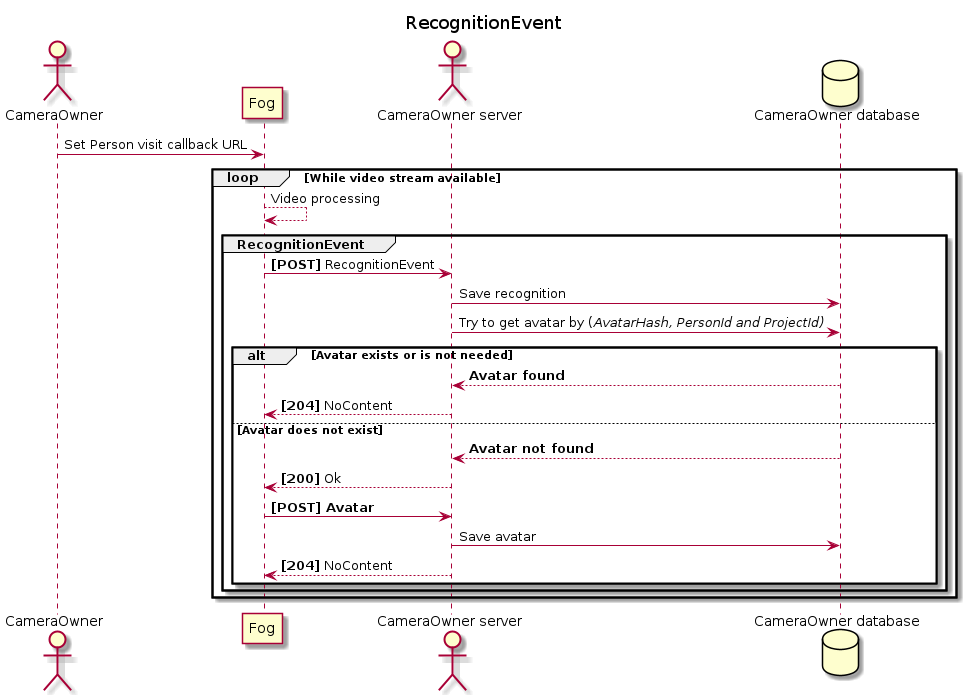 RecognitionEvent
CameraOwner
Fog
CameraOwner server
CameraOwner database
Set Person visit callback URL
loop [While video stream available]
Video processing
RecognitionEvent
[POST] RecognitionEvent
Save recognition
Try to get avatar by (AvatarHash, PersonId and ProjectId)
alt [Avatar exists or is not needed]
Avatar found
[204] NoContent
[Avatar does not exist]
Avatar not found
[200] Ok
[POST] Avatar
Save avatar
[204] NoContent
CameraOwner
Fog
CameraOwner server
CameraOwner database